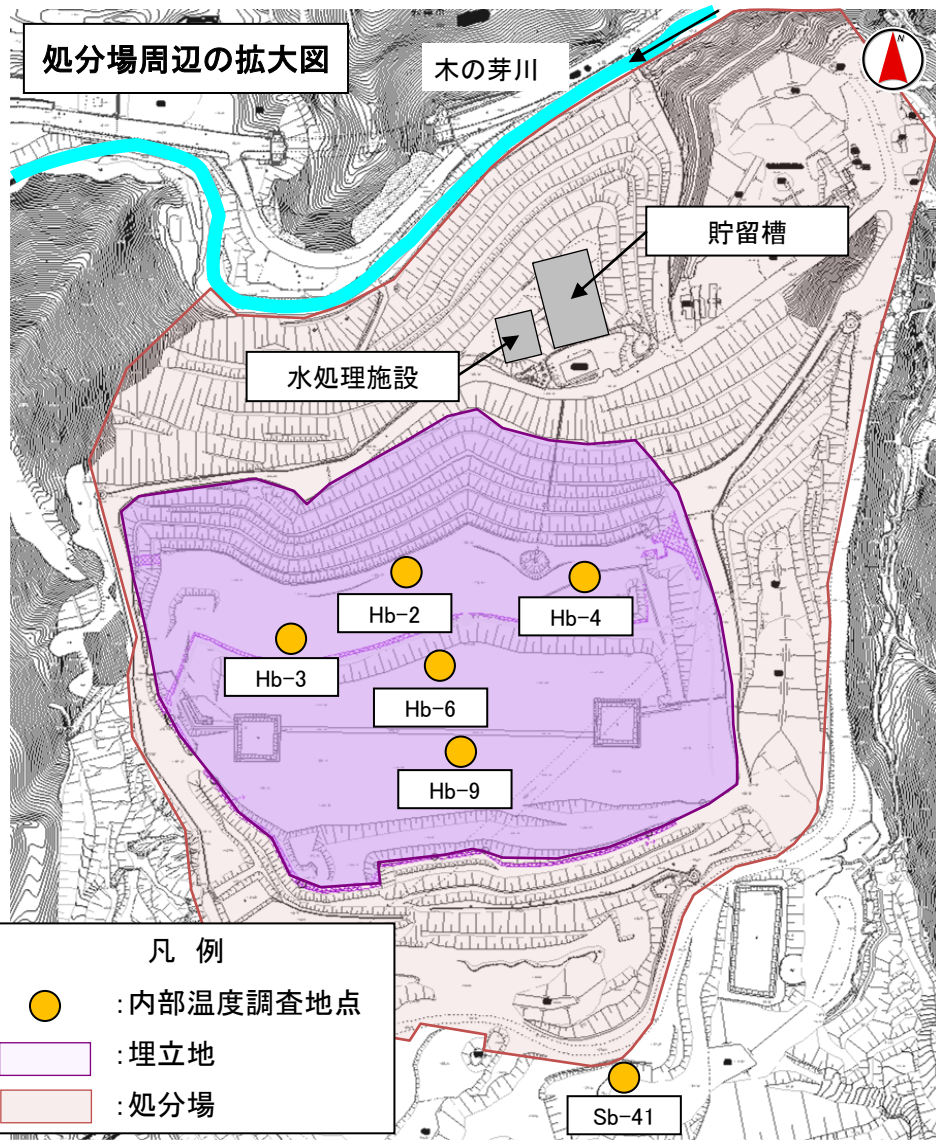 処分場周辺の拡大図
木の芽川
N
貯留槽
水処理施設
Hb-2
Hb-4
Hb-3
Hb-6
Hb-9
凡 例
:内部温度調査地点
:埋立地
:処分場
Sb-41